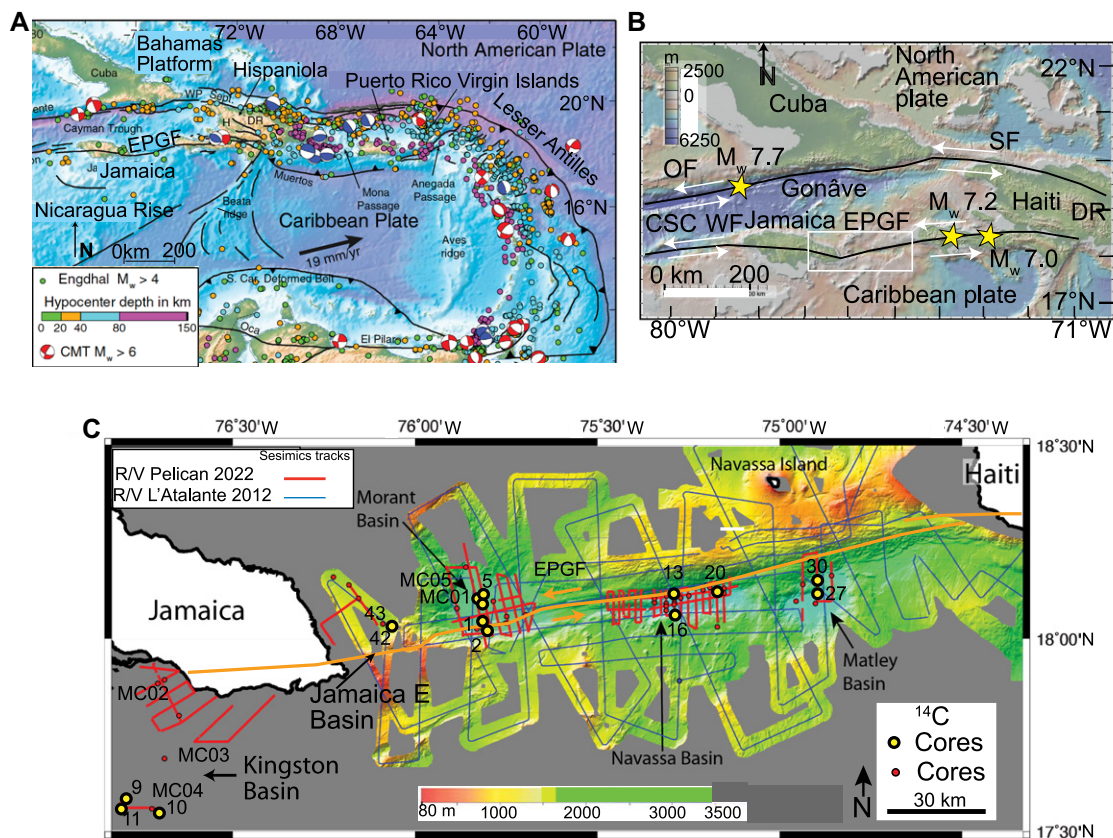 A
72°W
68°W
64°W
60°W
Bahamas
Platform
North American Plate
Cuba
Hispaniola
Puerto Rico
Virgin Islands
WP
Sept.
20°N
Cayman Trough
H
DR
EPGF
Jamaica
Lesser Antilles
Muertos
Mona
Passage
Anegada
Passage
16°N
Nicaragua Rise
Beata
ridge
Caribbean Plate
Aves
ridge
N
0km 200
19 mm/yr
S. Car. Deformed Belt
Oca
El Pilar
Engdhal Mw > 4
Hypocenter depth in km
0 20 40 80 150
CMT Mw > 6
B
m
2500
0
6250
N
North
American
plate
22°N
Cuba
SF
Mw 7.7
OF
Gonâve
Mw 7.2
Haiti
CSC WF
Jamaica
EPGF
DR
Mw 7.0
0 km 200
Caribbean plate
17°N
80°W
71°W
C
76°30'W
76°00'W
75°30'W
75°00'W
74°30'W
18°30'N
Sesimics tracks
R/V Pelican 2022
R/V L'Atalante 2012
Navassa Island
Haiti
Morant
Basin
EPGF
13
20
30
MC05
5
MC01
27
Jamaica
43
42
1
2
16
18°00'N
MC02
Jamaica E
Basin
Matley
Basin
Navassa Basin
MC03
Kingston
Basin
14C
Cores
Cores
9
MC04
11
10
80 m 1000 2000 3000 3500
N
30 km
17°30'N